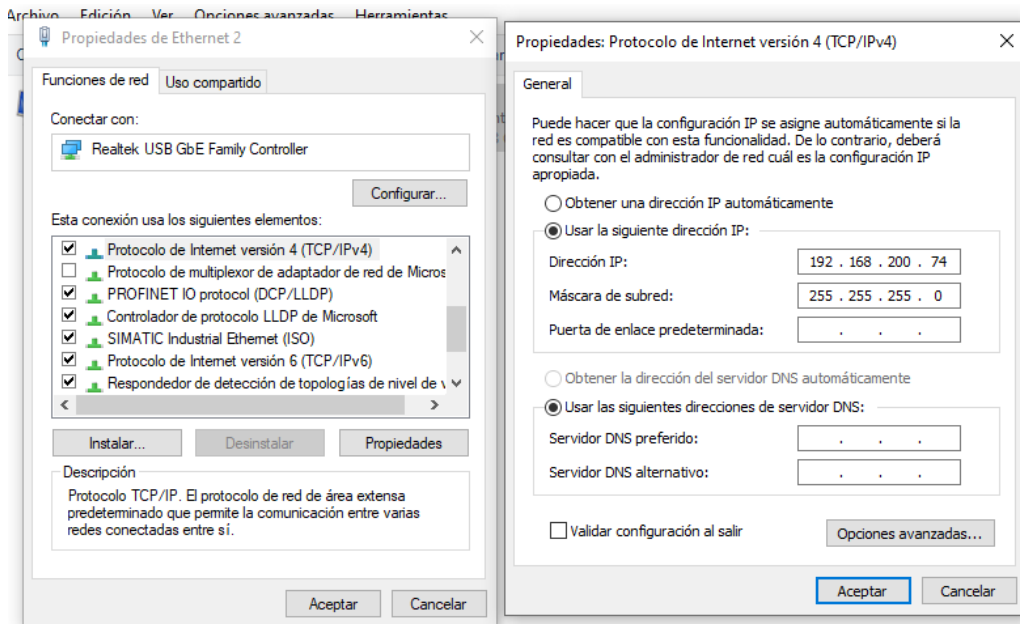 Archivo Edición Ver Opciones avanzadas Herramientas
Propiedades de Ethernet 2
Funciones de red
Uso compartido
Conectar con:
Realtek USB GbE Family Controller
Configurar...
Esta conexión usa los siguientes elementos:
Protocolo de Internet versión 4 (TCP/IPv4)
Protocolo de multiplexor de adaptador de red de Micros
PROFINET IO protocol (DCP/LLDP)
Controlador de protocolo LLDP de Microsoft
SIMATIC Industrial Ethernet (ISO)
Protocolo de Internet versión 6 (TCP/IPv6)
Respondedor de detección de topologías de nivel de v
Instalar...
Desinstalar
Propiedades
Descripción
Protocolo TCP/IP. El protocolo de red de área extensa
predeterminado que permite la comunicación entre varias
redes conectadas entre sí.
Aceptar
Cancelar
Propiedades: Protocolo de Internet versión 4 (TCP/IPv4)
General
Puede hacer que la configuración IP se asigne automáticamente si la
red es compatible con esta funcionalidad. De lo contrario, deberá
consultar con el administrador de red cuál es la configuración IP
apropiada.
Obtener una dirección IP automáticamente
Usar la siguiente dirección IP:
Dirección IP: 192 . 168 . 200 . 74
Máscara de subred: 255 . 255 . 255 . 0
Puerta de enlace predeterminada: . . .
Obtener la dirección del servidor DNS automáticamente
Usar las siguientes direcciones de servidor DNS:
Servidor DNS preferido: . . .
Servidor DNS alternativo: . . .
Validar configuración al salir
Opciones avanzadas...
Aceptar
Cancelar